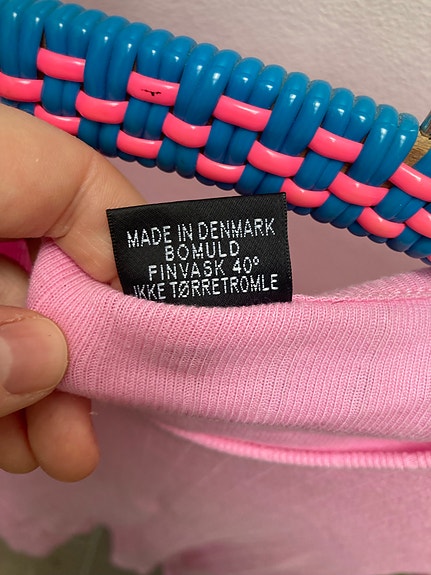 MADE IN DENMARK
BOMULD
FINVASK 40°
IKKE TØRRETROMLE